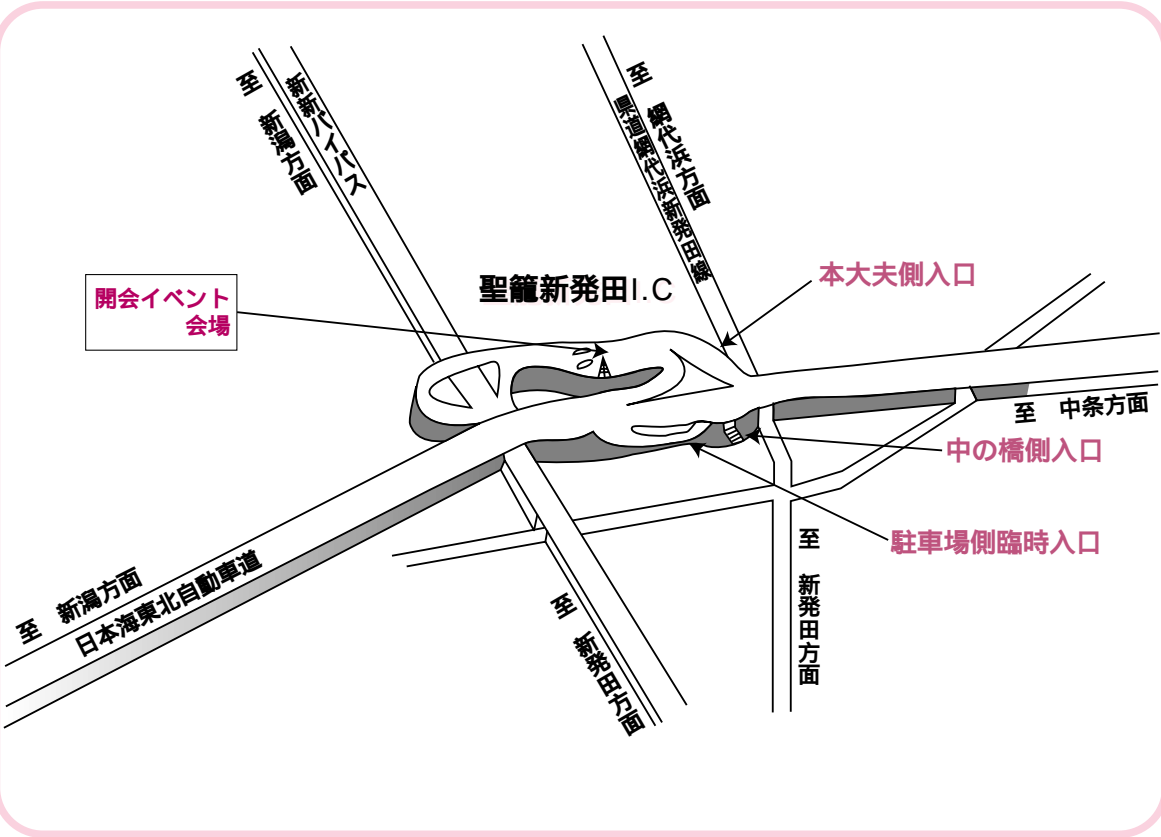 至　新潟方面
新新バイパス
至　網代浜方面
県道網代浜新発田線
聖籠新発田I.C
本大夫側入口
開会イベント
会場
至　中条方面
中の橋側入口
駐車場側臨時入口
至　新発田方面
至　新潟方面
日本海東北自動車道
至　新発田方面